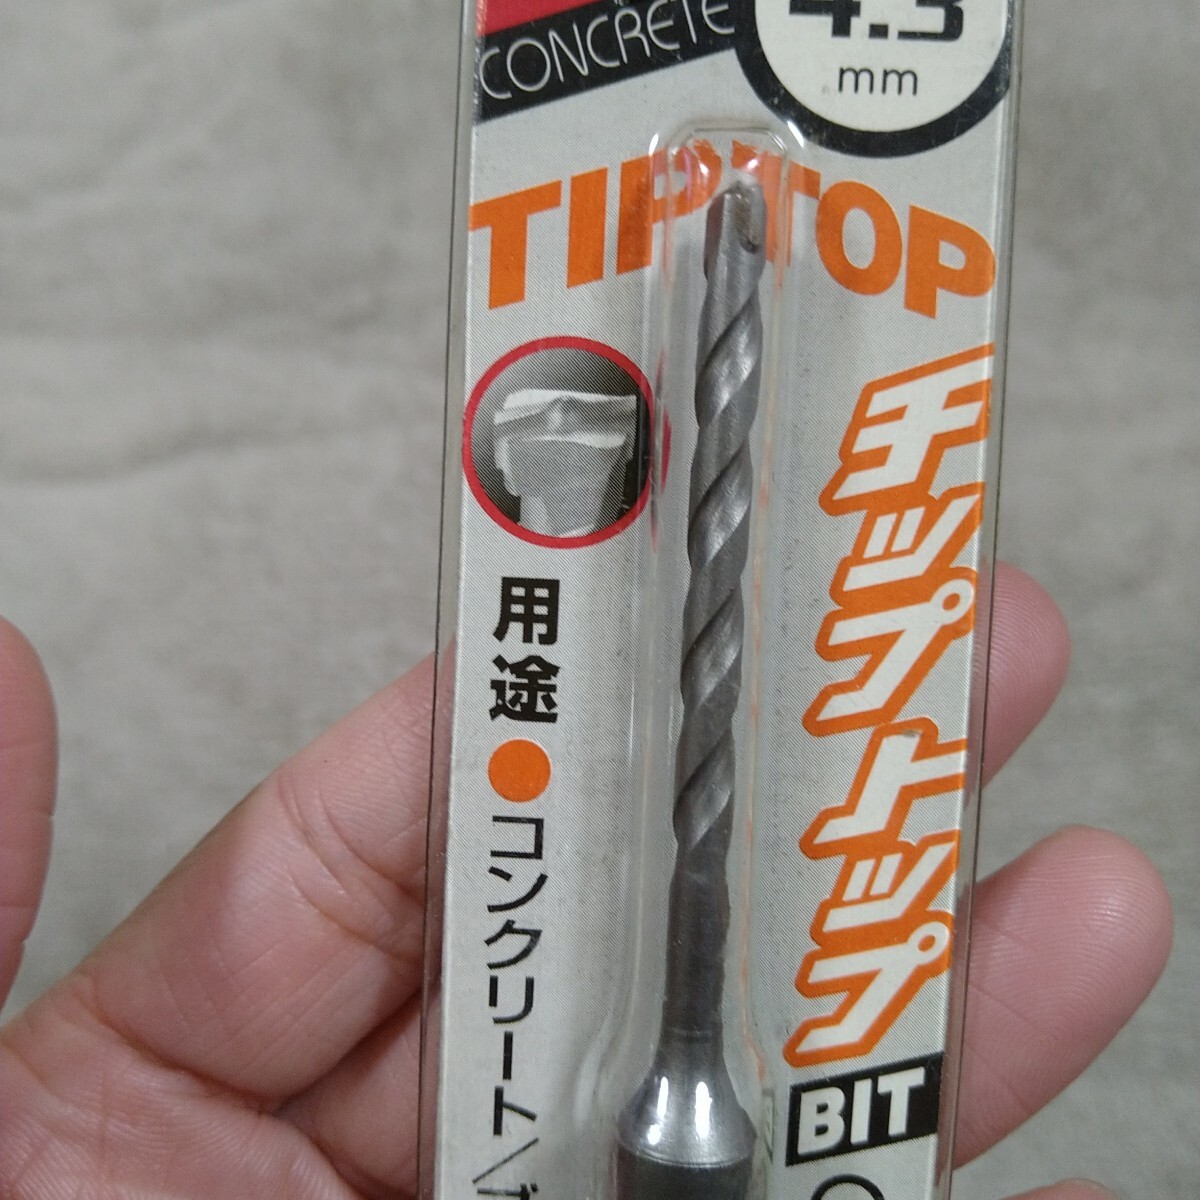 CONCRETE
4.3
mm
TIPTOP
チップトップ
BIT
用途
コンクリート/ブ